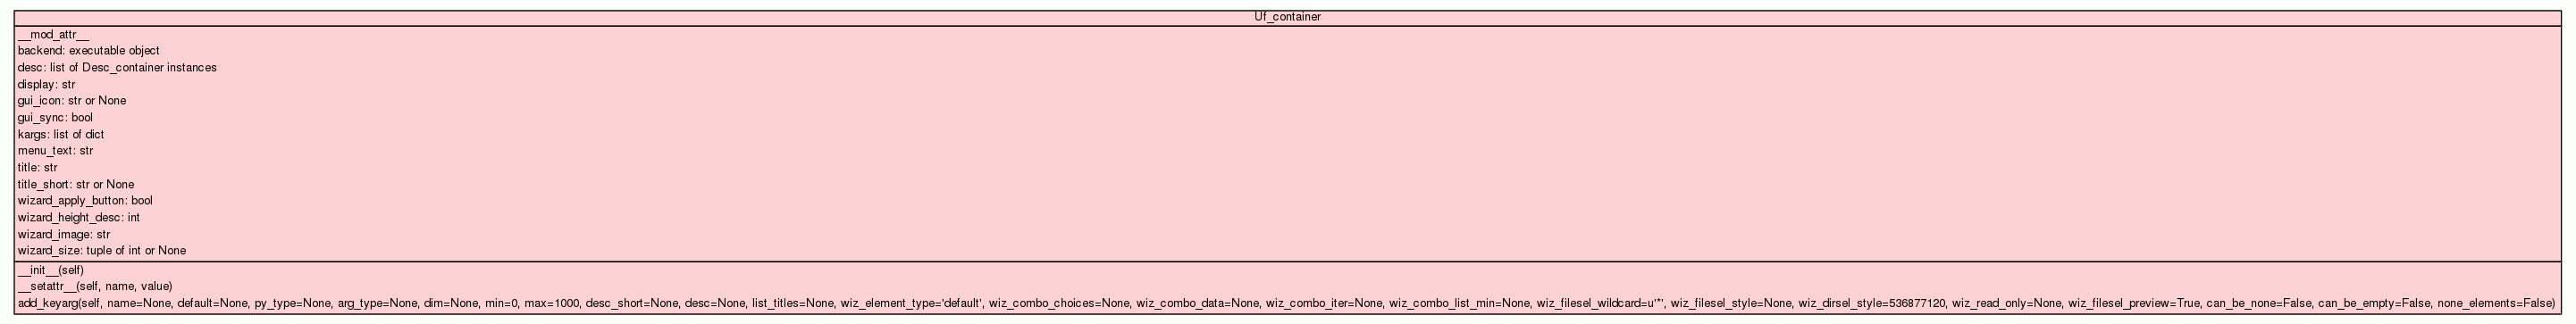 Uf_container
__mod_attr__
backend: executable object
desc: list of Desc_container instances
display: str
gui_icon: str or None
gui_sync: bool
kargs: list of dict
menu_text: str
title: str
title_short: str or None
wizard_apply_button: bool
wizard_height_desc: int
wizard_image: str
wizard_size: tuple of int or None
__init__(self)
__setattr__(self, name, value)
add_keyarg(self, name=None, default=None, py_type=None, arg_type=None, dim=None, min=0, max=1000, desc_short=None, desc=None, list_titles=None, wiz_element_type='default', wiz_combo_choices=None, wiz_combo_data=None, wiz_combo_iter=None, wiz_combo_list_min=None, wiz_filesel_wildcard=u'*', wiz_filesel_style=None, wiz_dirsel_style=536877120, wiz_read_only=None, wiz_filesel_preview=True, can_be_none=False, can_be_empty=False, none_elements=False)